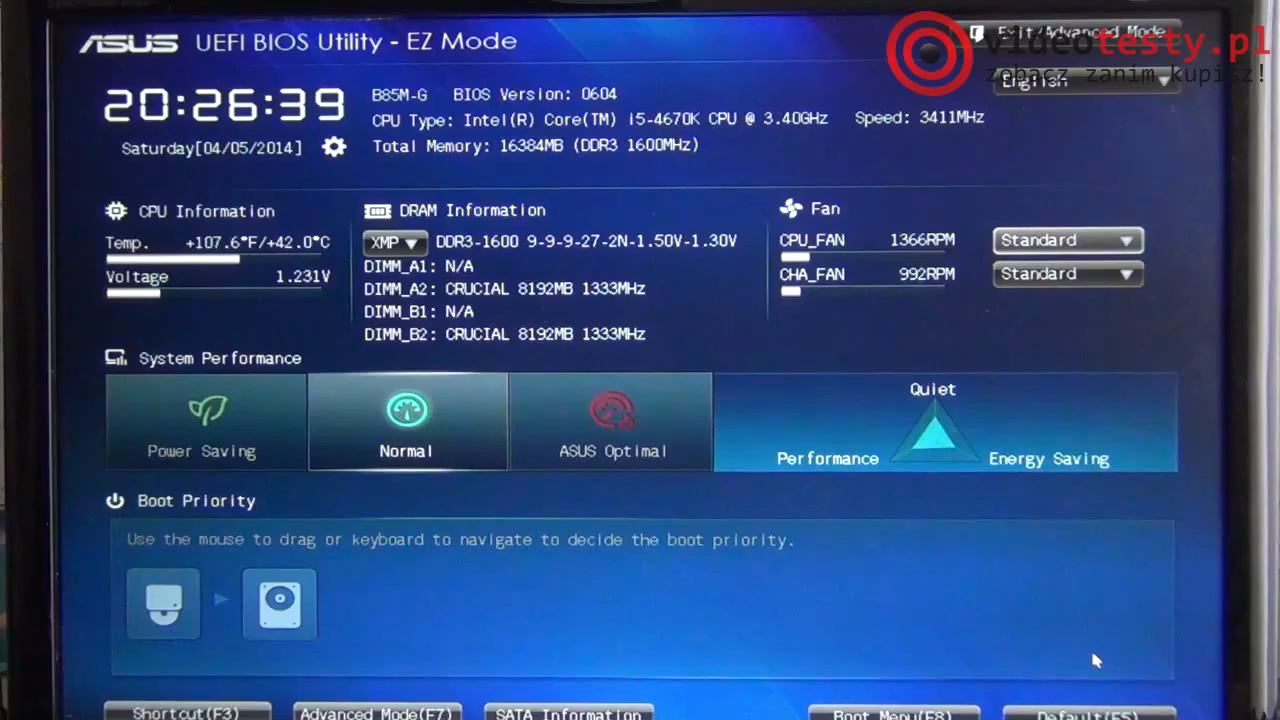 ASUS UEFI BIOS Utility - EZ Mode
Exit/Advanced Mode
videotesty.pl
zobacz zanim kupisz!
English
20:26:39
Saturday[04/05/2014]
B85M-G BIOS Version: 0604
CPU Type: Intel(R) Core(TM) i5-4670K CPU @ 3.40GHz Speed: 3411MHz
Total Memory: 16384MB (DDR3 1600MHz)
CPU Information
Temp. +107.6°F/+42.0°C
Voltage 1.231V
DRAM Information
XMP DDR3-1600 9-9-9-27-2N-1.50V-1.30V
DIMM_A1: N/A
DIMM_A2: CRUCIAL 8192MB 1333MHz
DIMM_B1: N/A
DIMM_B2: CRUCIAL 8192MB 1333MHz
Fan
CPU_FAN 1366RPM Standard
CHA_FAN 992RPM Standard
System Performance
Power Saving
Normal
ASUS Optimal
Quiet
Performance
Energy Saving
Boot Priority
Use the mouse to drag or keyboard to navigate to decide the boot priority.
Shortcut(F3)
Advanced Mode(F7)
SATA Information
Boot Menu(F8)
Default(F5)